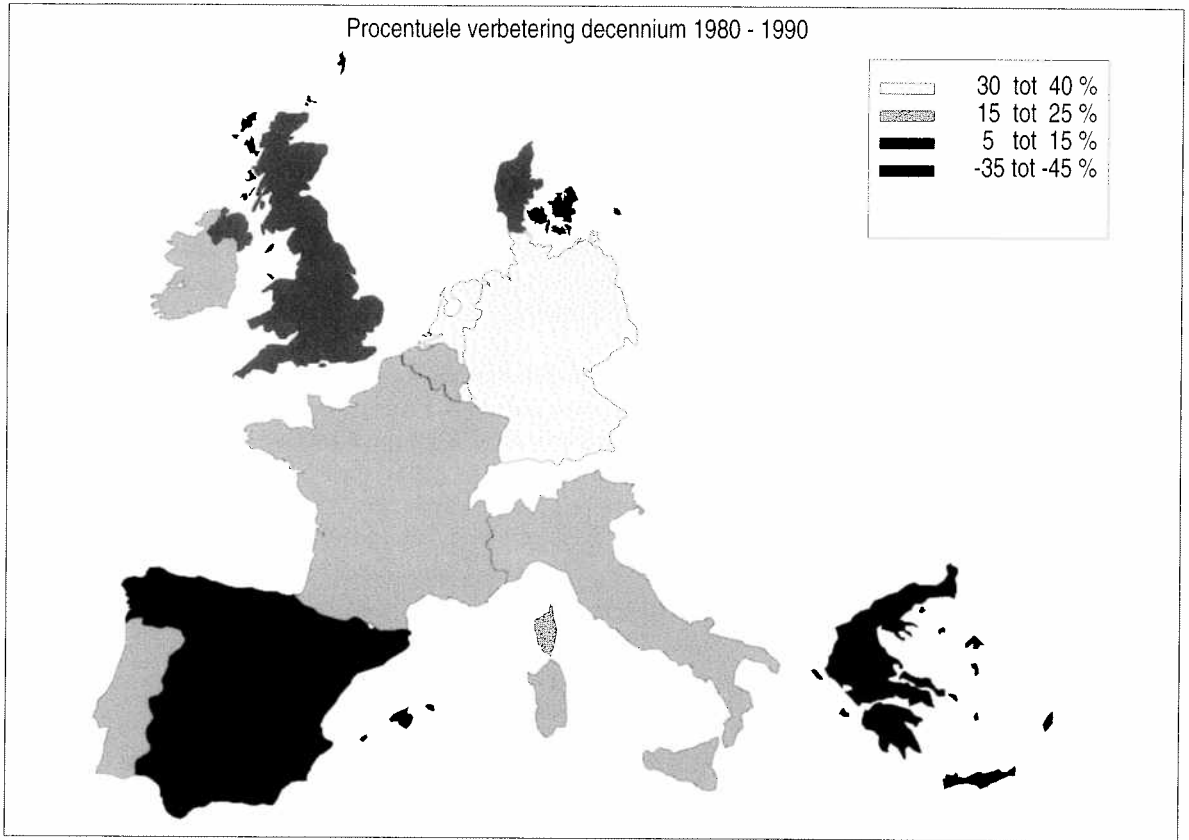 Procentuele verbetering decennium 1980 - 1990
30 tot 40 %
15 tot 25 %
5 tot 15 %
-35 tot -45 %